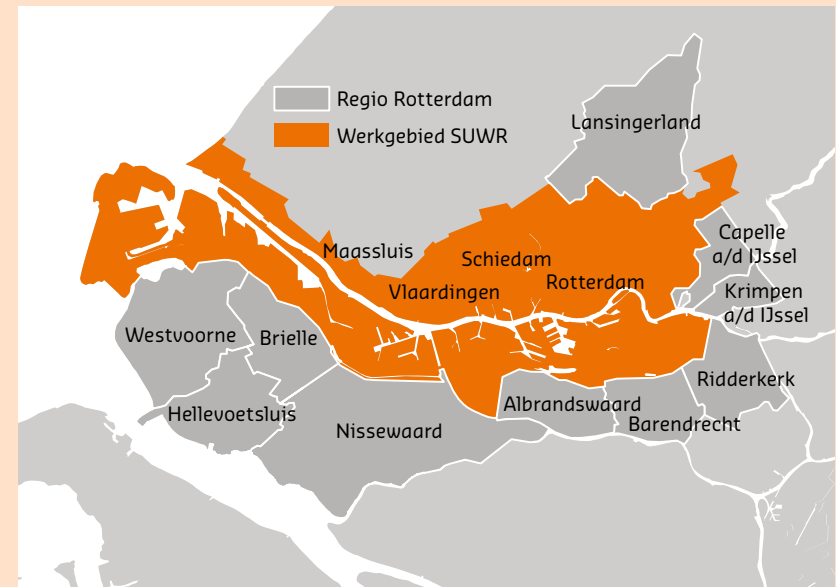 Regio Rotterdam
Werkgebied SUWR
Lansingerland
Capelle
a/d IJssel
Maassluis
Schiedam
Rotterdam
Vlaardingen
Krimpen
a/d IJssel
Westvoorne
Brielle
Ridderkerk
Hellevoetsluis
Albrandswaard
Barendrecht
Nissewaard